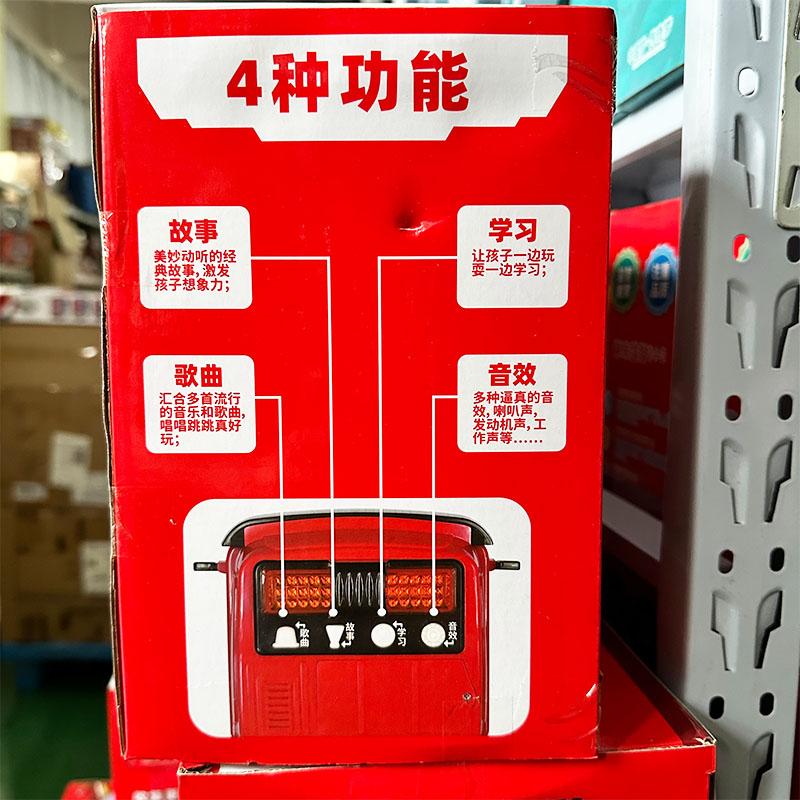 4种功能
故事
美妙动听的经
典故事,激发
孩子想象力;
学习
让孩子一边玩
耍一边学习;
歌曲
汇合多首流行
的音乐和歌曲,
唱唱跳跳真好
玩;
音效
多种逼真的音
效,喇叭声,
发动机声,工
作声等……
歌曲
故事
学习
音效